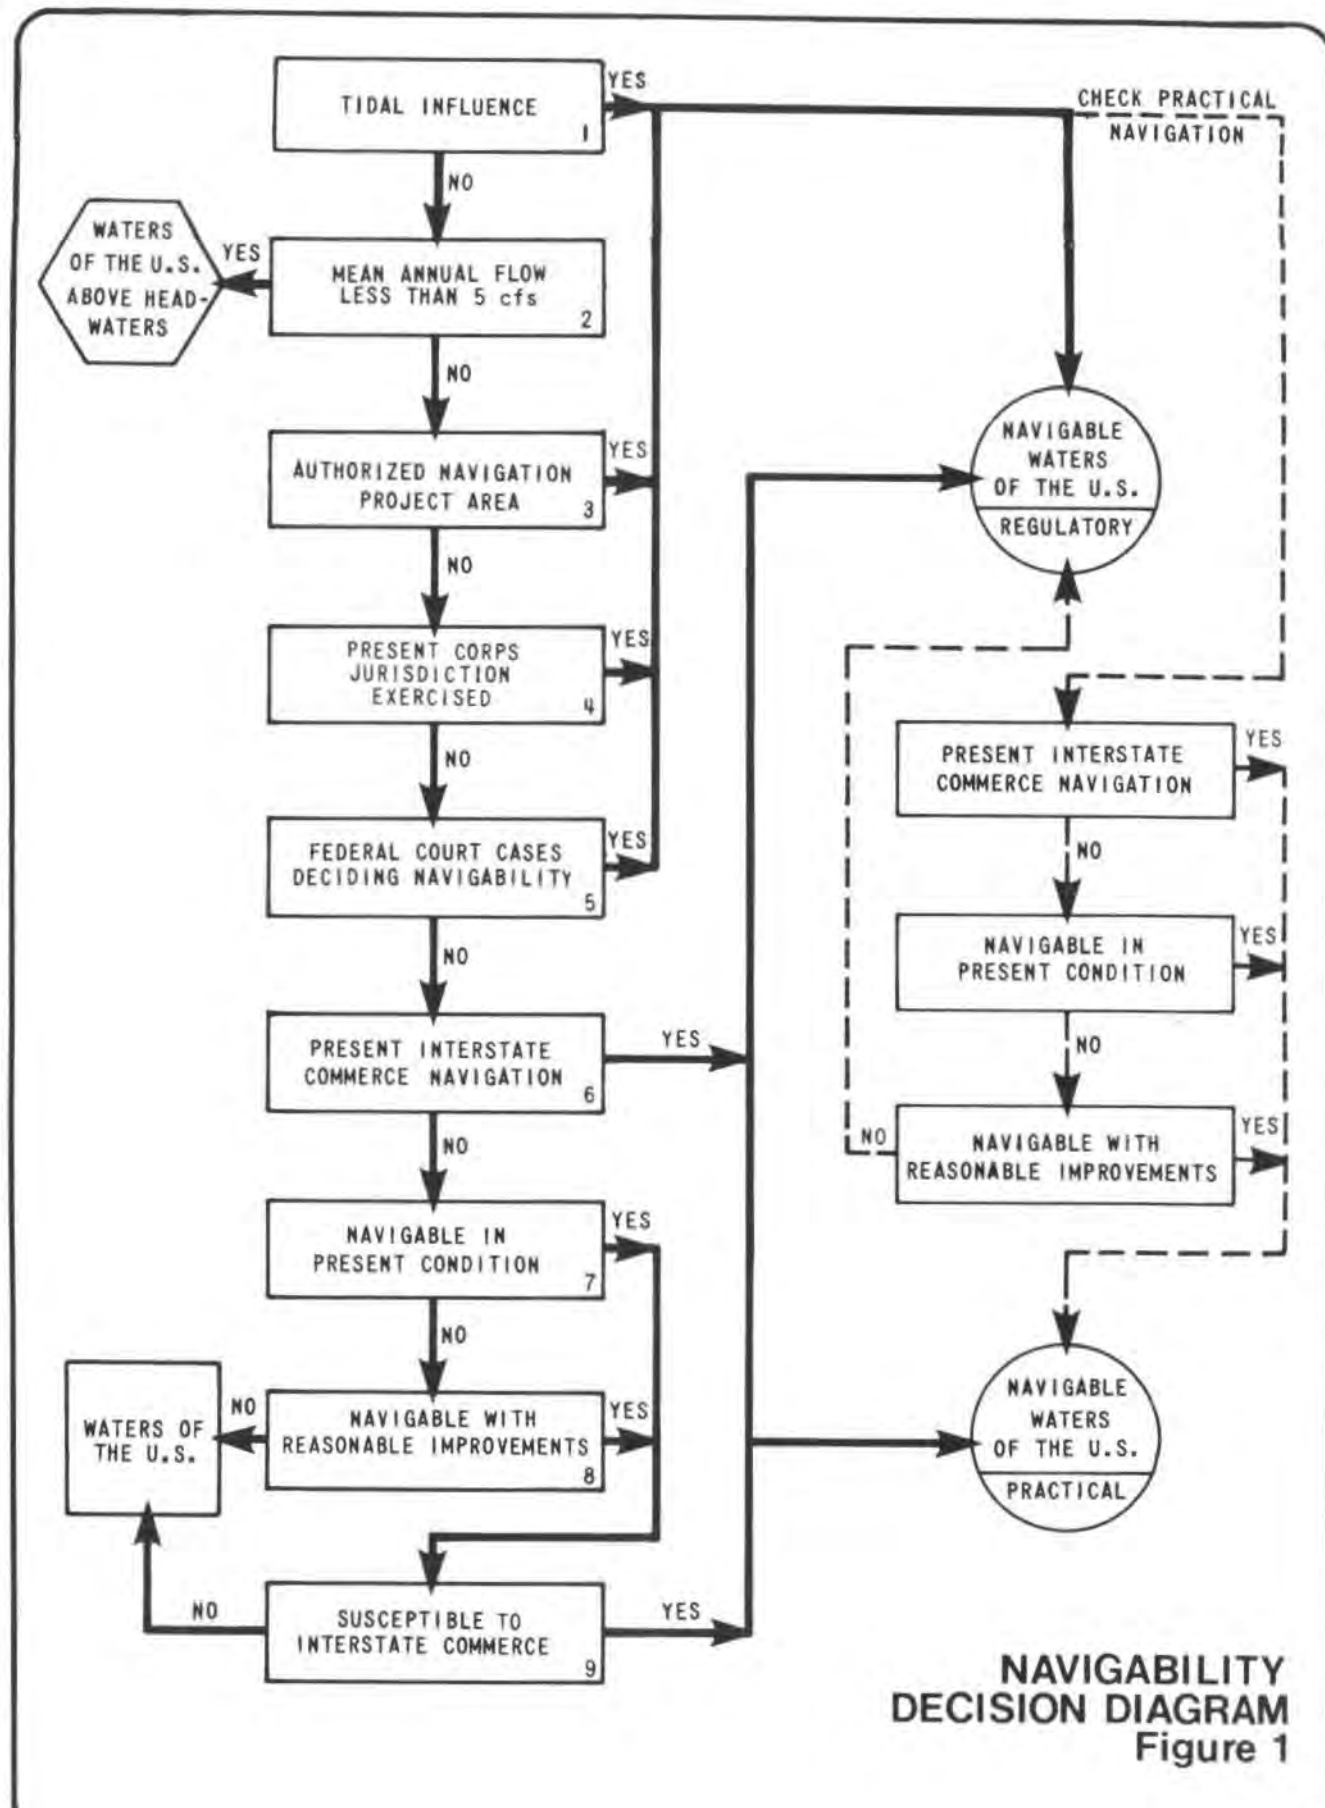 TIDAL INFLUENCE
1
YES
NO
CHECK PRACTICAL
NAVIGATION
WATERS
OF THE U.S.
ABOVE HEAD-
WATERS
YES
MEAN ANNUAL FLOW
LESS THAN 5 cfs
2
NO
AUTHORIZED NAVIGATION
PROJECT AREA
3
YES
NO
PRESENT CORPS
JURISDICTION
EXERCISED
4
YES
NO
FEDERAL COURT CASES
DECIDING NAVIGABILITY
5
YES
NO
PRESENT INTERSTATE
COMMERCE NAVIGATION
6
YES
NO
NAVIGABLE IN
PRESENT CONDITION
7
YES
NO
NAVIGABLE WITH
REASONABLE IMPROVEMENTS
8
YES
NO
WATERS OF
THE U.S.
SUSCEPTIBLE TO
INTERSTATE COMMERCE
9
YES
NO
NAVIGABLE
WATERS
OF THE U.S.
REGULATORY
PRESENT INTERSTATE
COMMERCE NAVIGATION
YES
NO
NAVIGABLE IN
PRESENT CONDITION
YES
NO
NAVIGABLE WITH
REASONABLE IMPROVEMENTS
YES
NO
NAVIGABLE
WATERS
OF THE U.S.
PRACTICAL
NAVIGABILITY
DECISION DIAGRAM
Figure 1